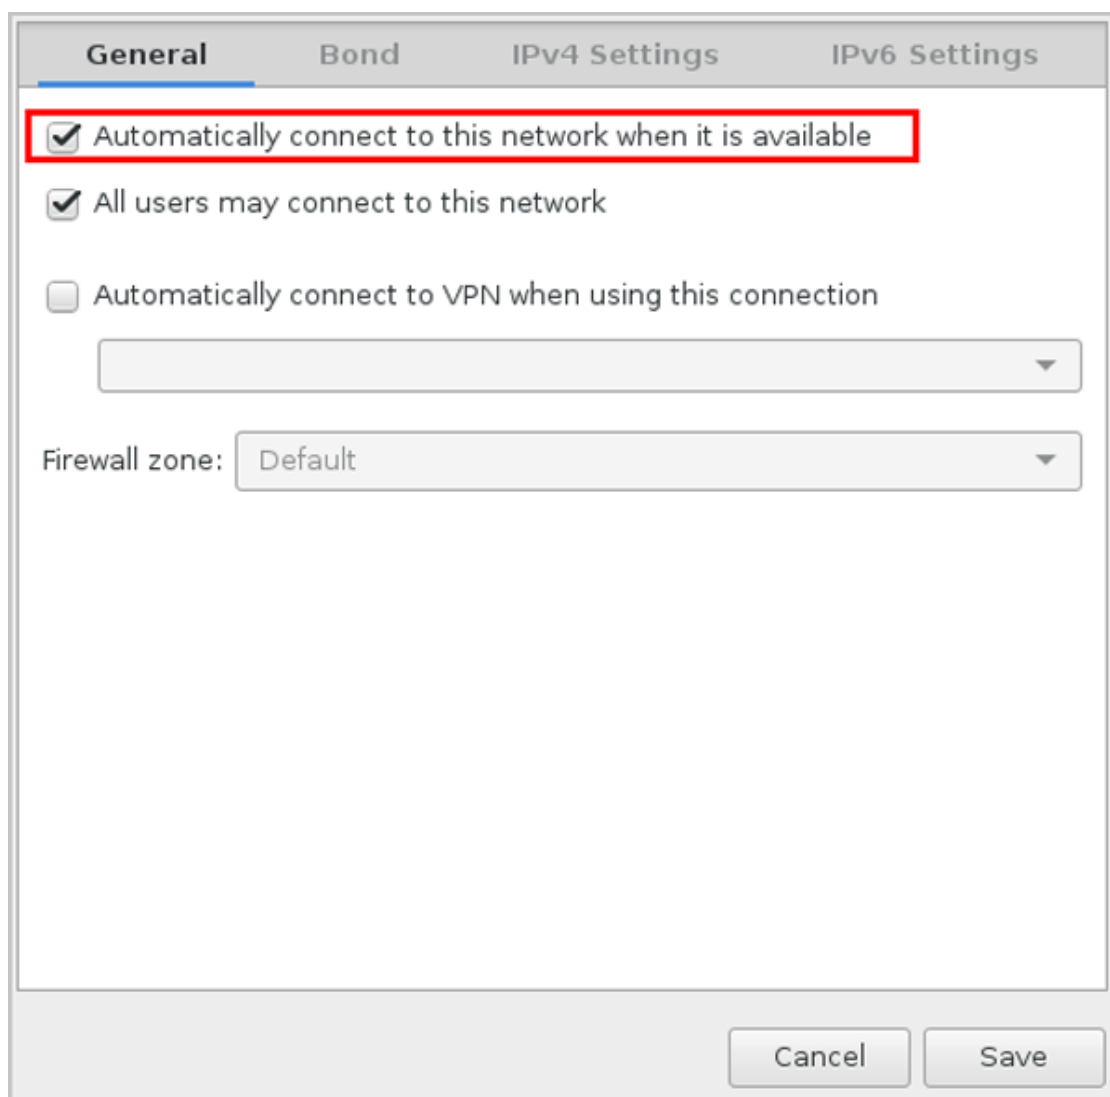 General Bond IPv4 Settings IPv6 Settings
Automatically connect to this network when it is available
All users may connect to this network
Automatically connect to VPN when using this connection
Firewall zone: Default
Cancel Save